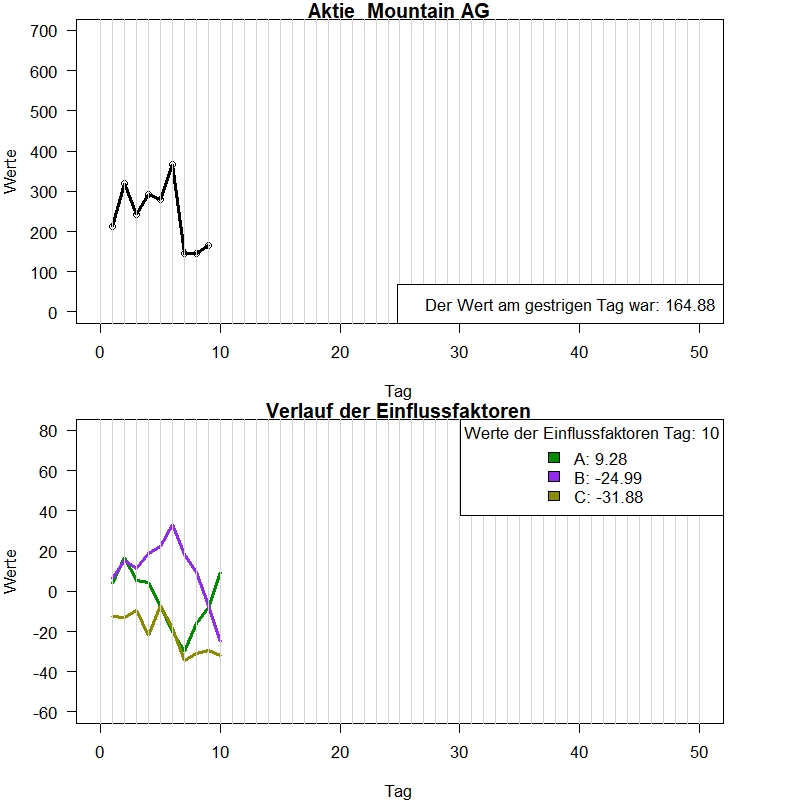 Aktie  Mountain AG
Werte
700
600
500
400
300
200
100
0
Der Wert am gestrigen Tag war: 164.88
0 10 20 30 40 50
Tag
Verlauf der Einflussfaktoren
Werte
80
60
40
20
0
-20
-40
-60
Werte der Einflussfaktoren Tag: 10
A: 9.28
B: -24.99
C: -31.88
0 10 20 30 40 50
Tag